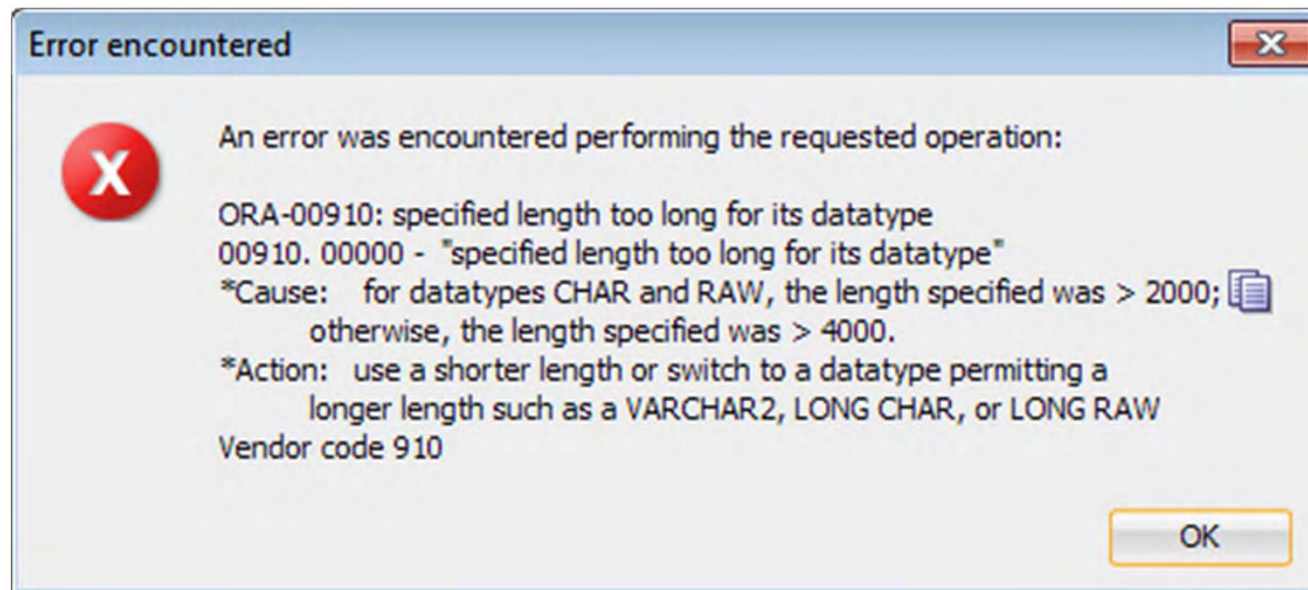 Error encountered
An error was encountered performing the requested operation:
ORA-00910: specified length too long for its datatype
00910. 00000 - "specified length too long for its datatype"
*Cause: for datatypes CHAR and RAW, the length specified was > 2000;
otherwise, the length specified was > 4000.
*Action: use a shorter length or switch to a datatype permitting a
longer length such as a VARCHAR2, LONG CHAR, or LONG RAW
Vendor code 910
OK